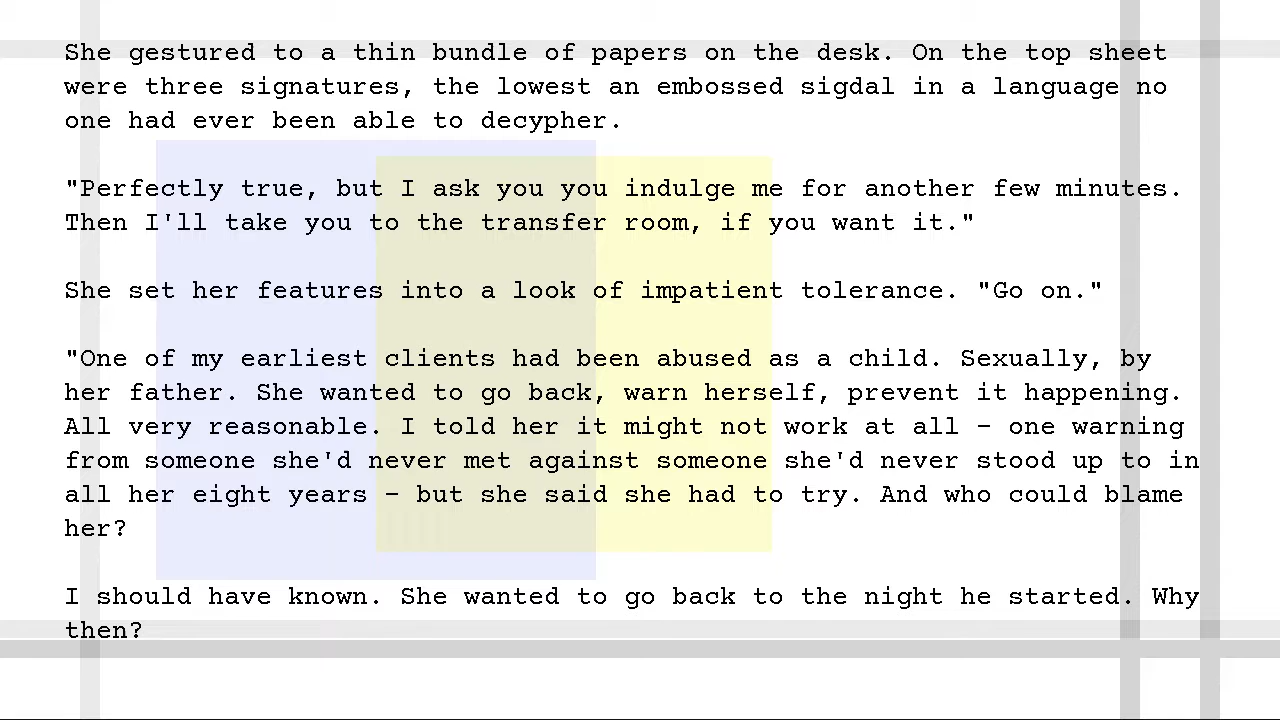 She gestured to a thin bundle of papers on the desk. On the top sheet
were three signatures, the lowest an embossed sigdal in a language no
one had ever been able to decypher.
"Perfectly true, but I ask you you indulge me for another few minutes.
Then I'll take you to the transfer room, if you want it."
She set her features into a look of impatient tolerance. "Go on."
"One of my earliest clients had been abused as a child. Sexually, by
her father. She wanted to go back, warn herself, prevent it happening.
All very reasonable. I told her it might not work at all – one warning
from someone she'd never met against someone she'd never stood up to in
all her eight years – but she said she had to try. And who could blame
her?
I should have known. She wanted to go back to the night he started. Why
then?